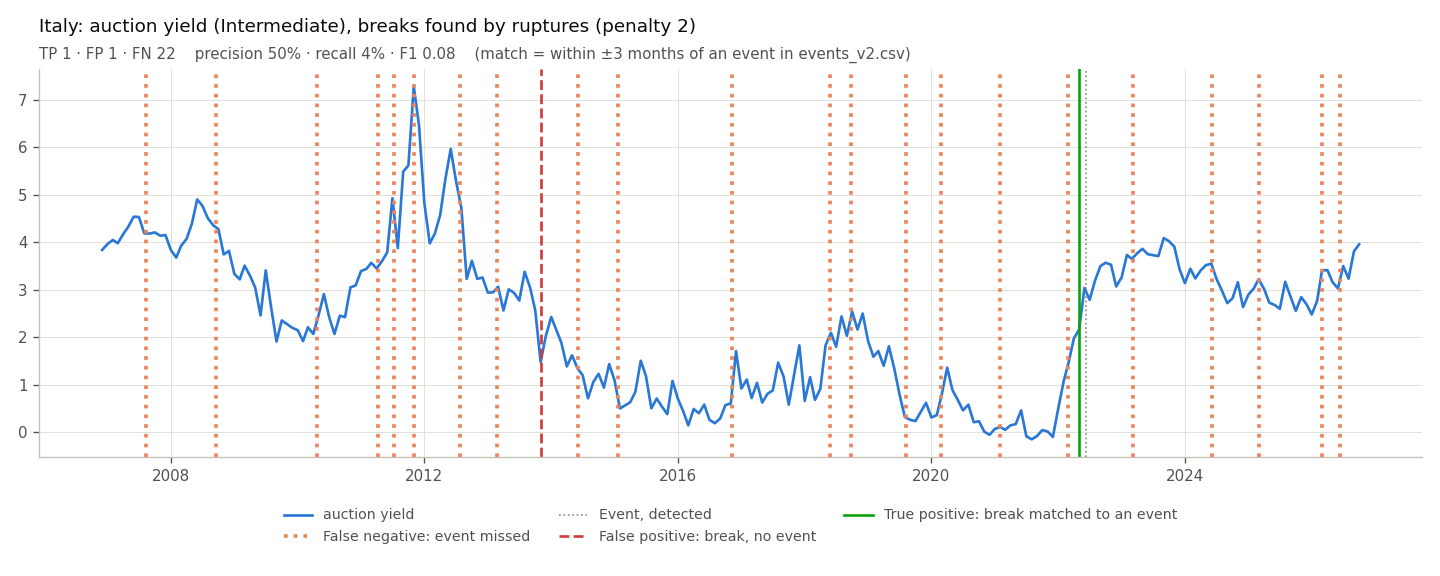 Italy: auction yield (Intermediate), breaks found by ruptures (penalty 2)
TP 1 · FP 1 · FN 22    precision 50% · recall 4% · F1 0.08    (match = within ±3 months of an event in events_v2.csv)
7
6
5
4
3
2
1
0
2008    2012    2016    2020    2024
auction yield    Event, detected    True positive: break matched to an event
False negative: event missed    False positive: break, no event